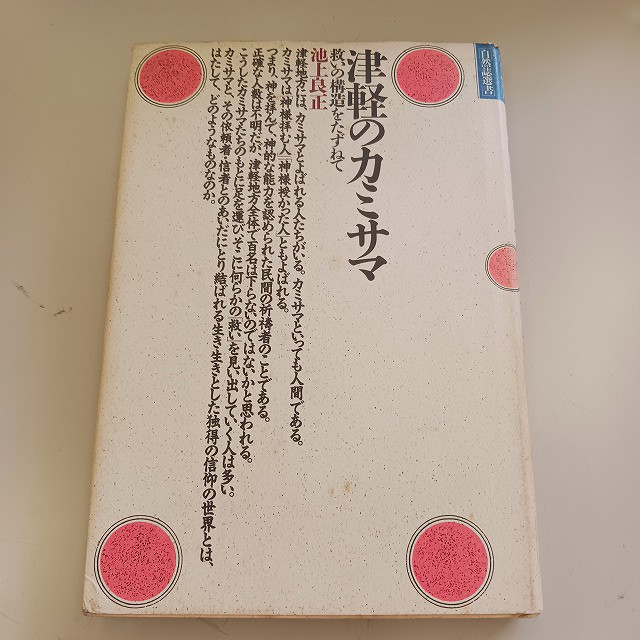 自然誌選書
津軽のカミサマ
救いの構造をたずねて
池上良正
津軽地方には、カミサマとよばれる人たちがいる。カミサマといっても人間である。
カミサマは「神様拝む人」「神様授かった人」ともよばれる。
つまり、神を拝んで、神的な能力を認められた民間の祈祷者のことである。
正確な人数は不明だが、津軽地方全体で百名は下らないのではないかと思われる。
こうしたカミサマたちのもとに足を運び、そこに何らかの「救い」を見い出していく人は多い。
カミサマと、その依頼者・信者とのあいだにとり結ばれる生き生きとした独得の信仰の世界とは、
はたして、どのようなものなのか。